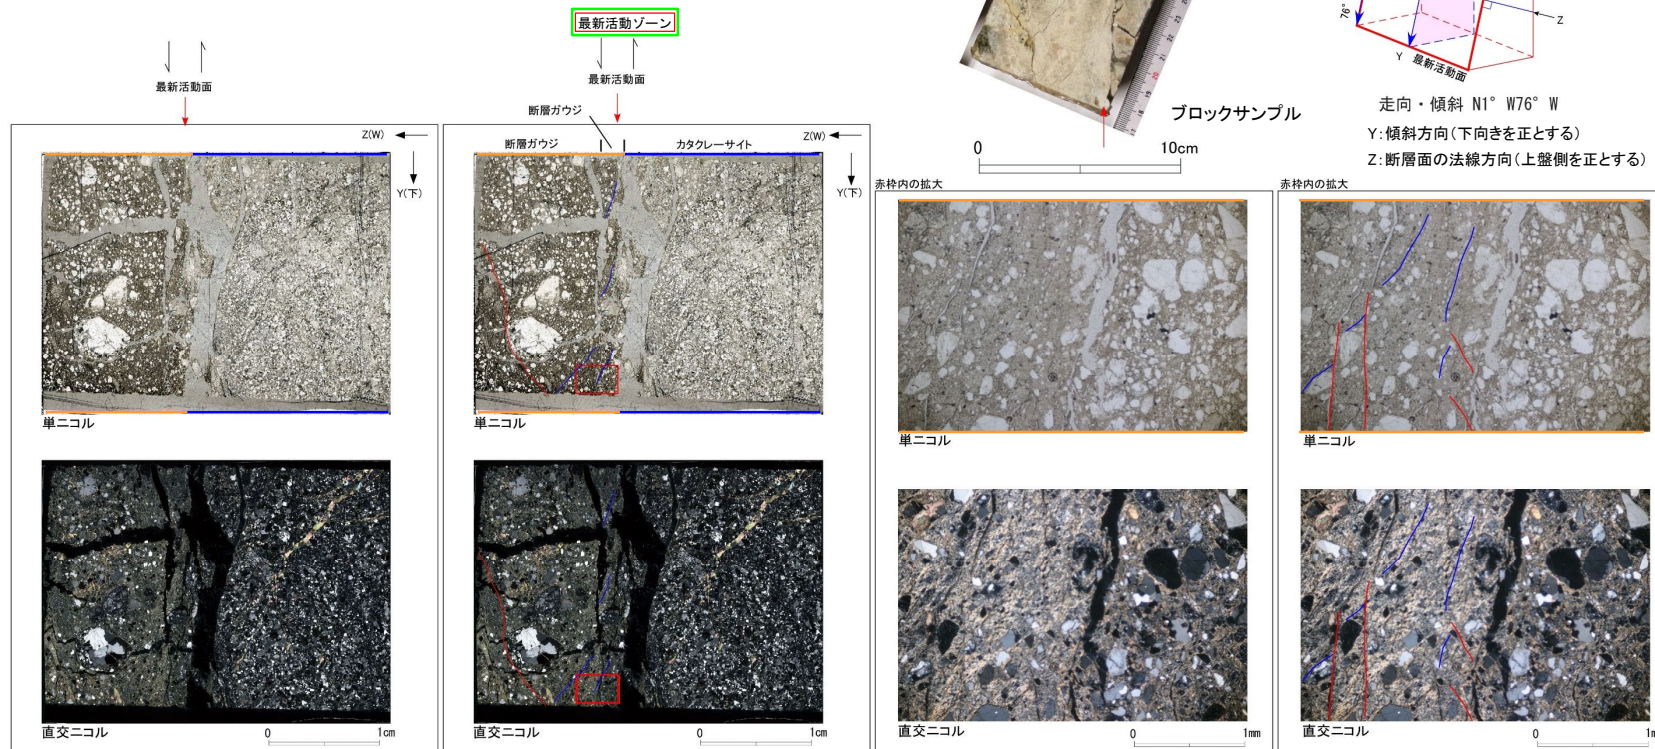 最新活動ゾーン
最新活動面
最新活動面
断層ガウジ
断層ガウジ
カタクレーサイト
Z(W)
Y(下)
Z(W)
Y(下)
単ニコル
単ニコル
直交ニコル
直交ニコル
0 1cm
0 1cm
ブロックサンプル
0 10cm
76°
Z
Y 最新活動面
走向・傾斜 N1° W76° W
Y:傾斜方向(下向きを正とする)
Z:断層面の法線方向(上盤側を正とする)
赤枠内の拡大
赤枠内の拡大
単ニコル
単ニコル
直交ニコル
直交ニコル
0 1mm
0